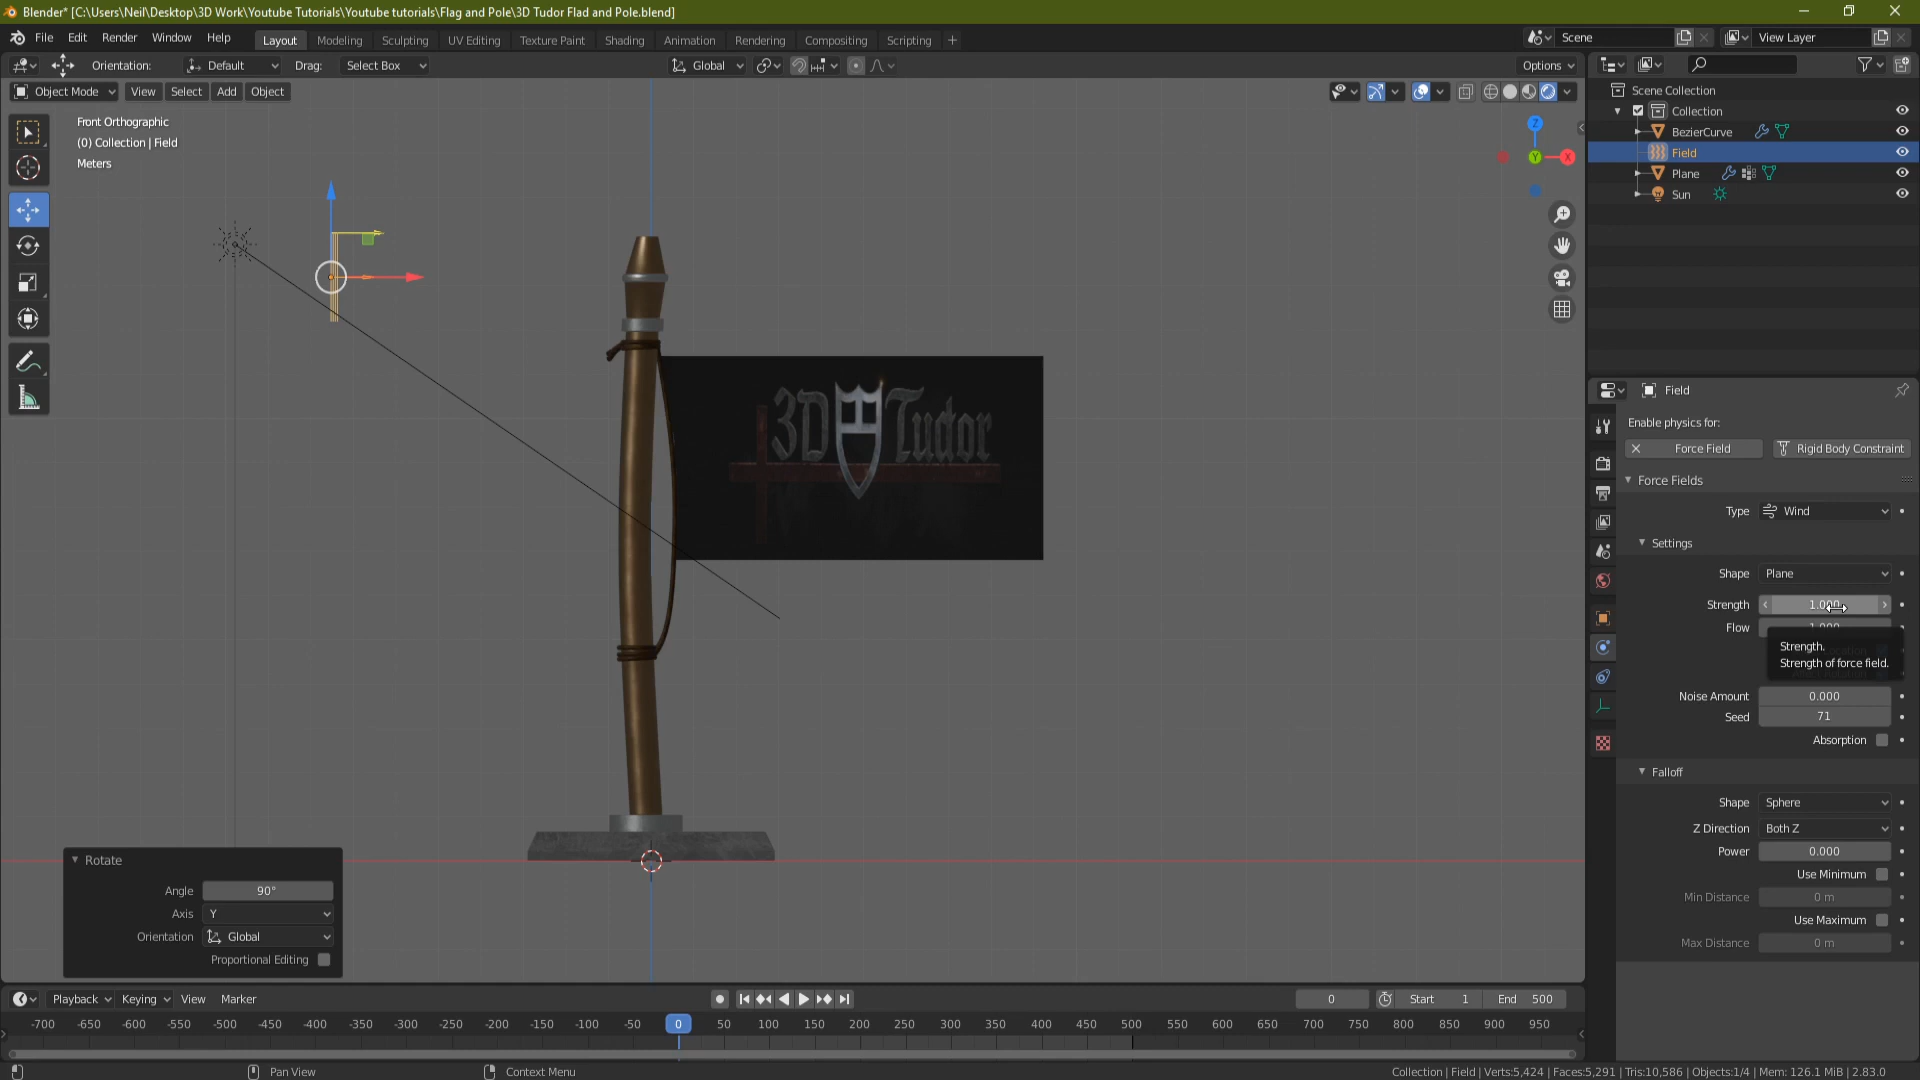 Blender* [C:\Users\Neil\Desktop\3D Work\Youtube Tutorials\Youtube tutorials\Flag and Pole\3D Tudor Flad and Pole.blend]
File Edit Render Window Help Layout Modeling Sculpting UV Editing Texture Paint Shading Animation Rendering Compositing Scripting + Scene View Layer
Orientation: Default Drag: Select Box Global Options
Object Mode View Select Add Object
Front Orthographic
(0) Collection | Field
Meters
Z
Y
X
3D Tudor
Rotate
Angle 90°
Axis Y
Orientation Global
Proportional Editing
Scene Collection
Collection
BezierCurve
Field
Plane
Sun
Field
Enable physics for:
Force Field Rigid Body Constraint
Force Fields
Type Wind
Settings
Shape Plane
Strength 1.000
Flow 1.000
Strength.
Strength of force field.
Noise Amount 0.000
Seed 71
Absorption
Falloff
Shape Sphere
Z Direction Both Z
Power 0.000
Use Minimum
Min Distance 0 m
Use Maximum
Max Distance 0 m
Playback Keying View Marker 0 Start 1 End 500
-700 -650 -600 -550 -500 -450 -400 -350 -300 -250 -200 -150 -100 -50 0 50 100 150 200 250 300 350 400 450 500 550 600 650 700 750 800 850 900 950
Pan View Context Menu Collection | Field | Verts:5,424 | Faces:5,291 | Tris:10,586 | Objects:1/4 | Mem: 126.1 MiB | 2.83.0